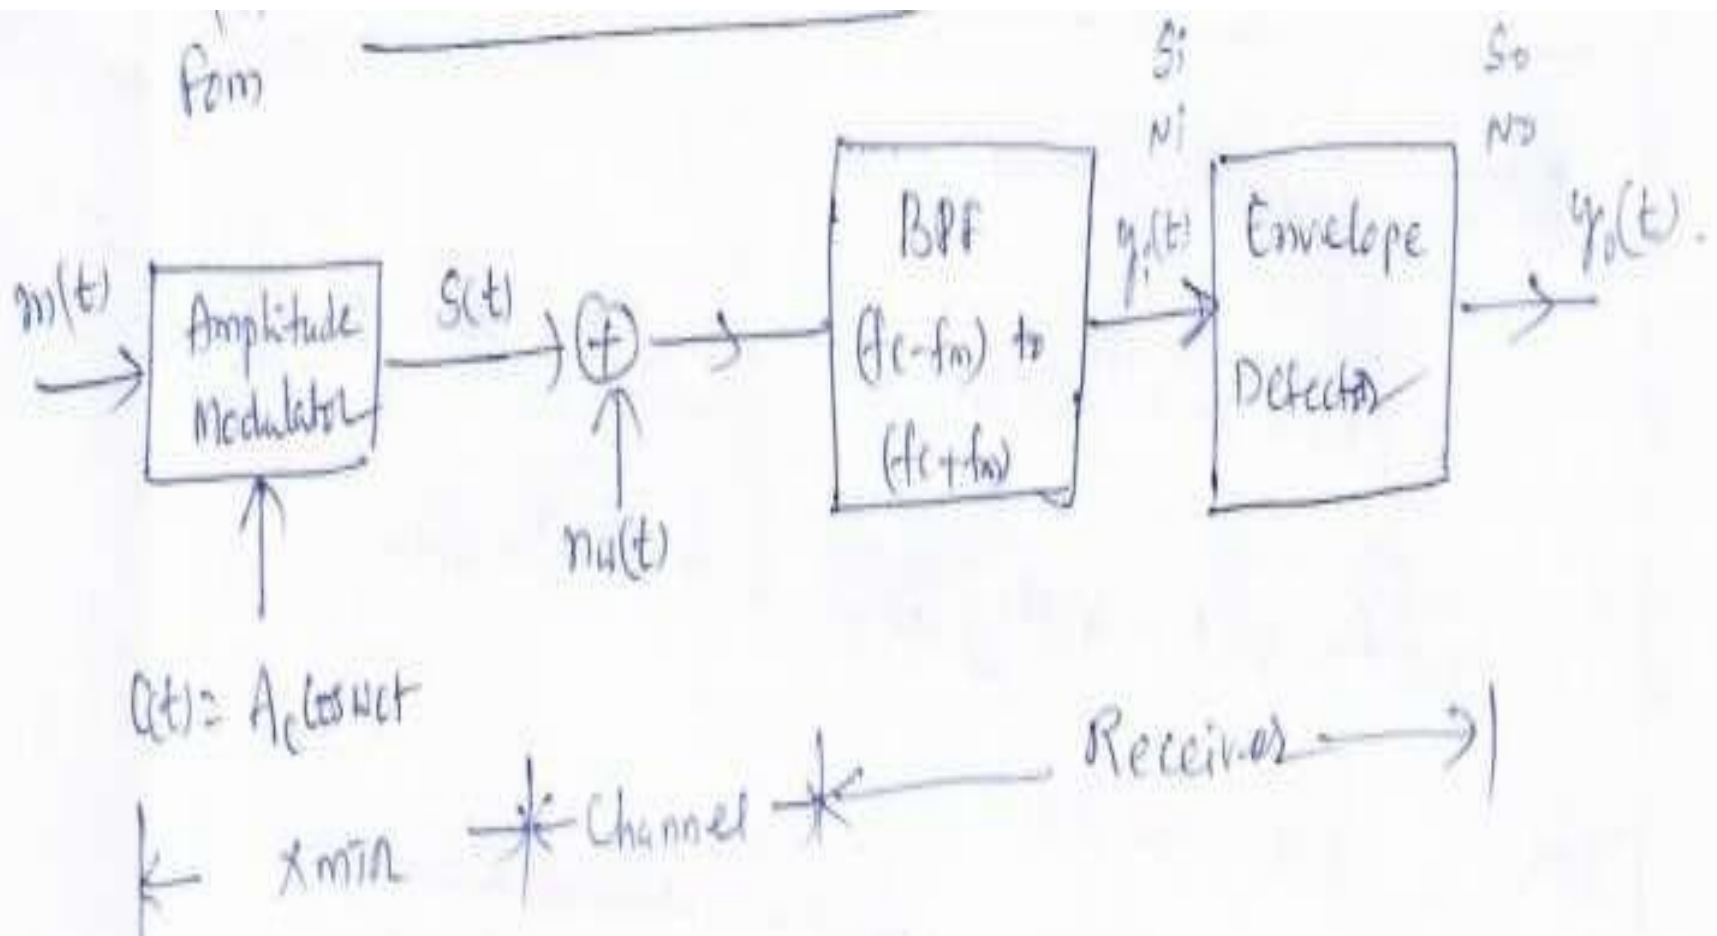 fom
Si
Ni
So
No
m(t)
Amplitude
Modulator
S(t)
+
nw(t)
BPF
(fc-fm) to
(fc+fm)
yi(t)
Envelope
Detector
yo(t).
C(t)= Ac Cos Wct
Xmtr
Channel
Receiver